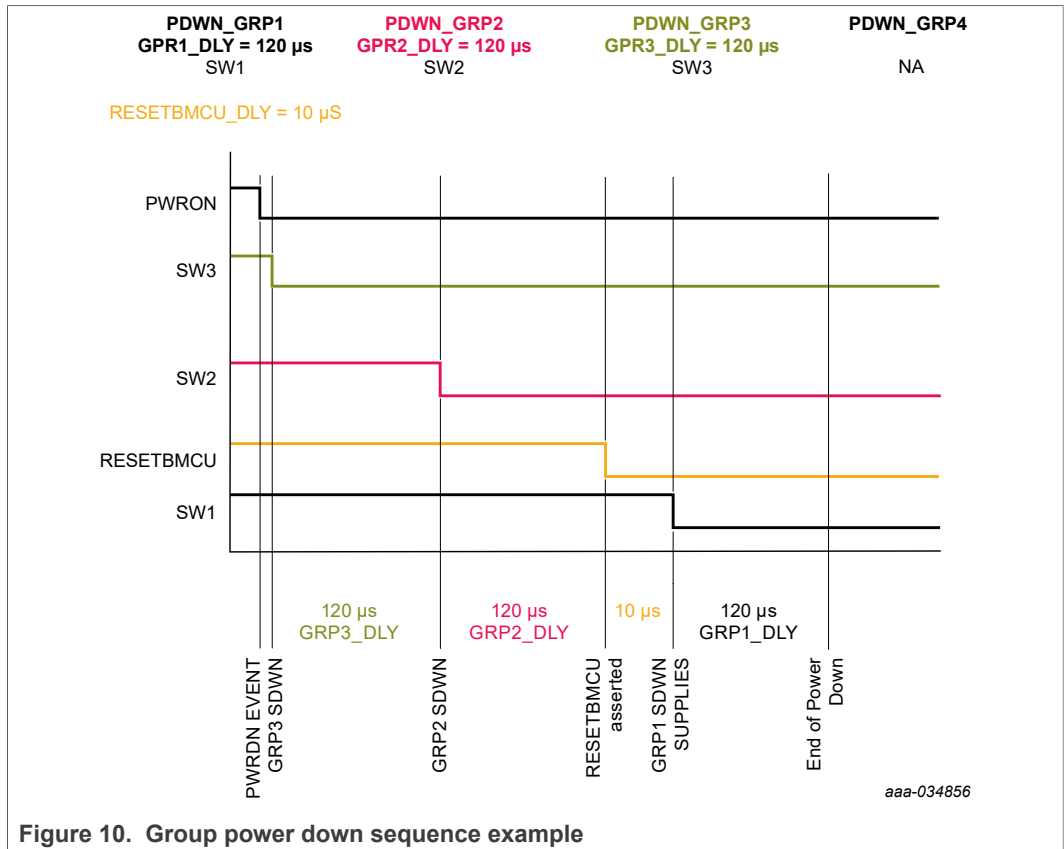 PDWN_GRP1
GPR1_DLY = 120 µs
SW1
PDWN_GRP2
GPR2_DLY = 120 µs
SW2
PDWN_GRP3
GPR3_DLY = 120 µs
SW3
PDWN_GRP4
NA
RESETBMCU_DLY = 10 µS
PWRON
SW3
SW2
RESETBMCU
SW1
120 µs
GRP3_DLY
120 µs
GRP2_DLY
10 µs
120 µs
GRP1_DLY
PWRDN EVENT
GRP3 SDWN
GRP2 SDWN
RESETBMCU
asserted
GRP1 SDWN
SUPPLIES
End of Power
Down
aaa-034856
Figure 10. Group power down sequence example